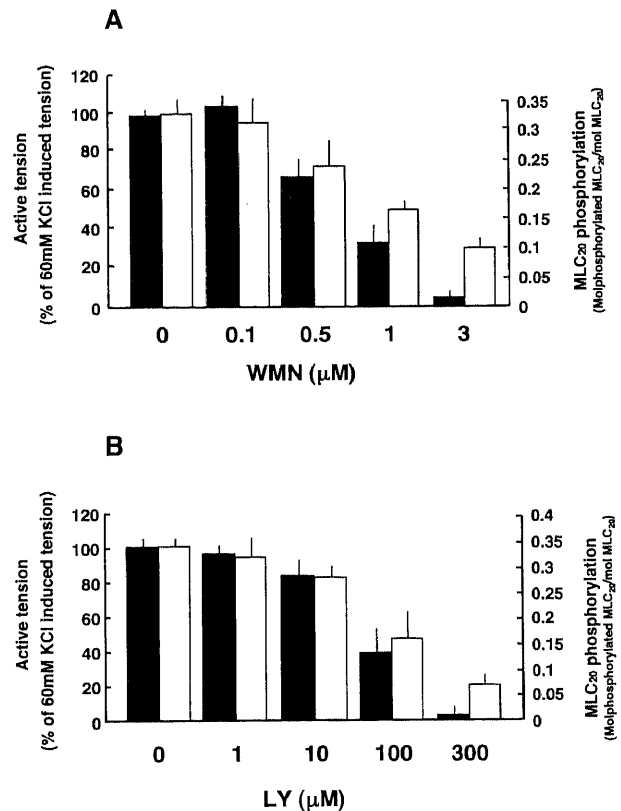 A
120
100
80
60
40
20
0
Active tension
(% of 60mM KCl induced tension)
0.35
0.3
0.25
0.2
0.15
0.1
0.05
0
MLC20 phosphorylation
(Molphosphorylated MLC20/mol MLC20)
0 0.1 0.5 1 3
WMN (μM)
B
120
100
80
60
40
20
0
Active tension
(% of 60mM KCl induced tension)
0.4
0.35
0.3
0.25
0.2
0.15
0.1
0.05
0
MLC20 phosphorylation
(Molphosphorylated MLC20/mol MLC20)
0 1 10 100 300
LY (μM)